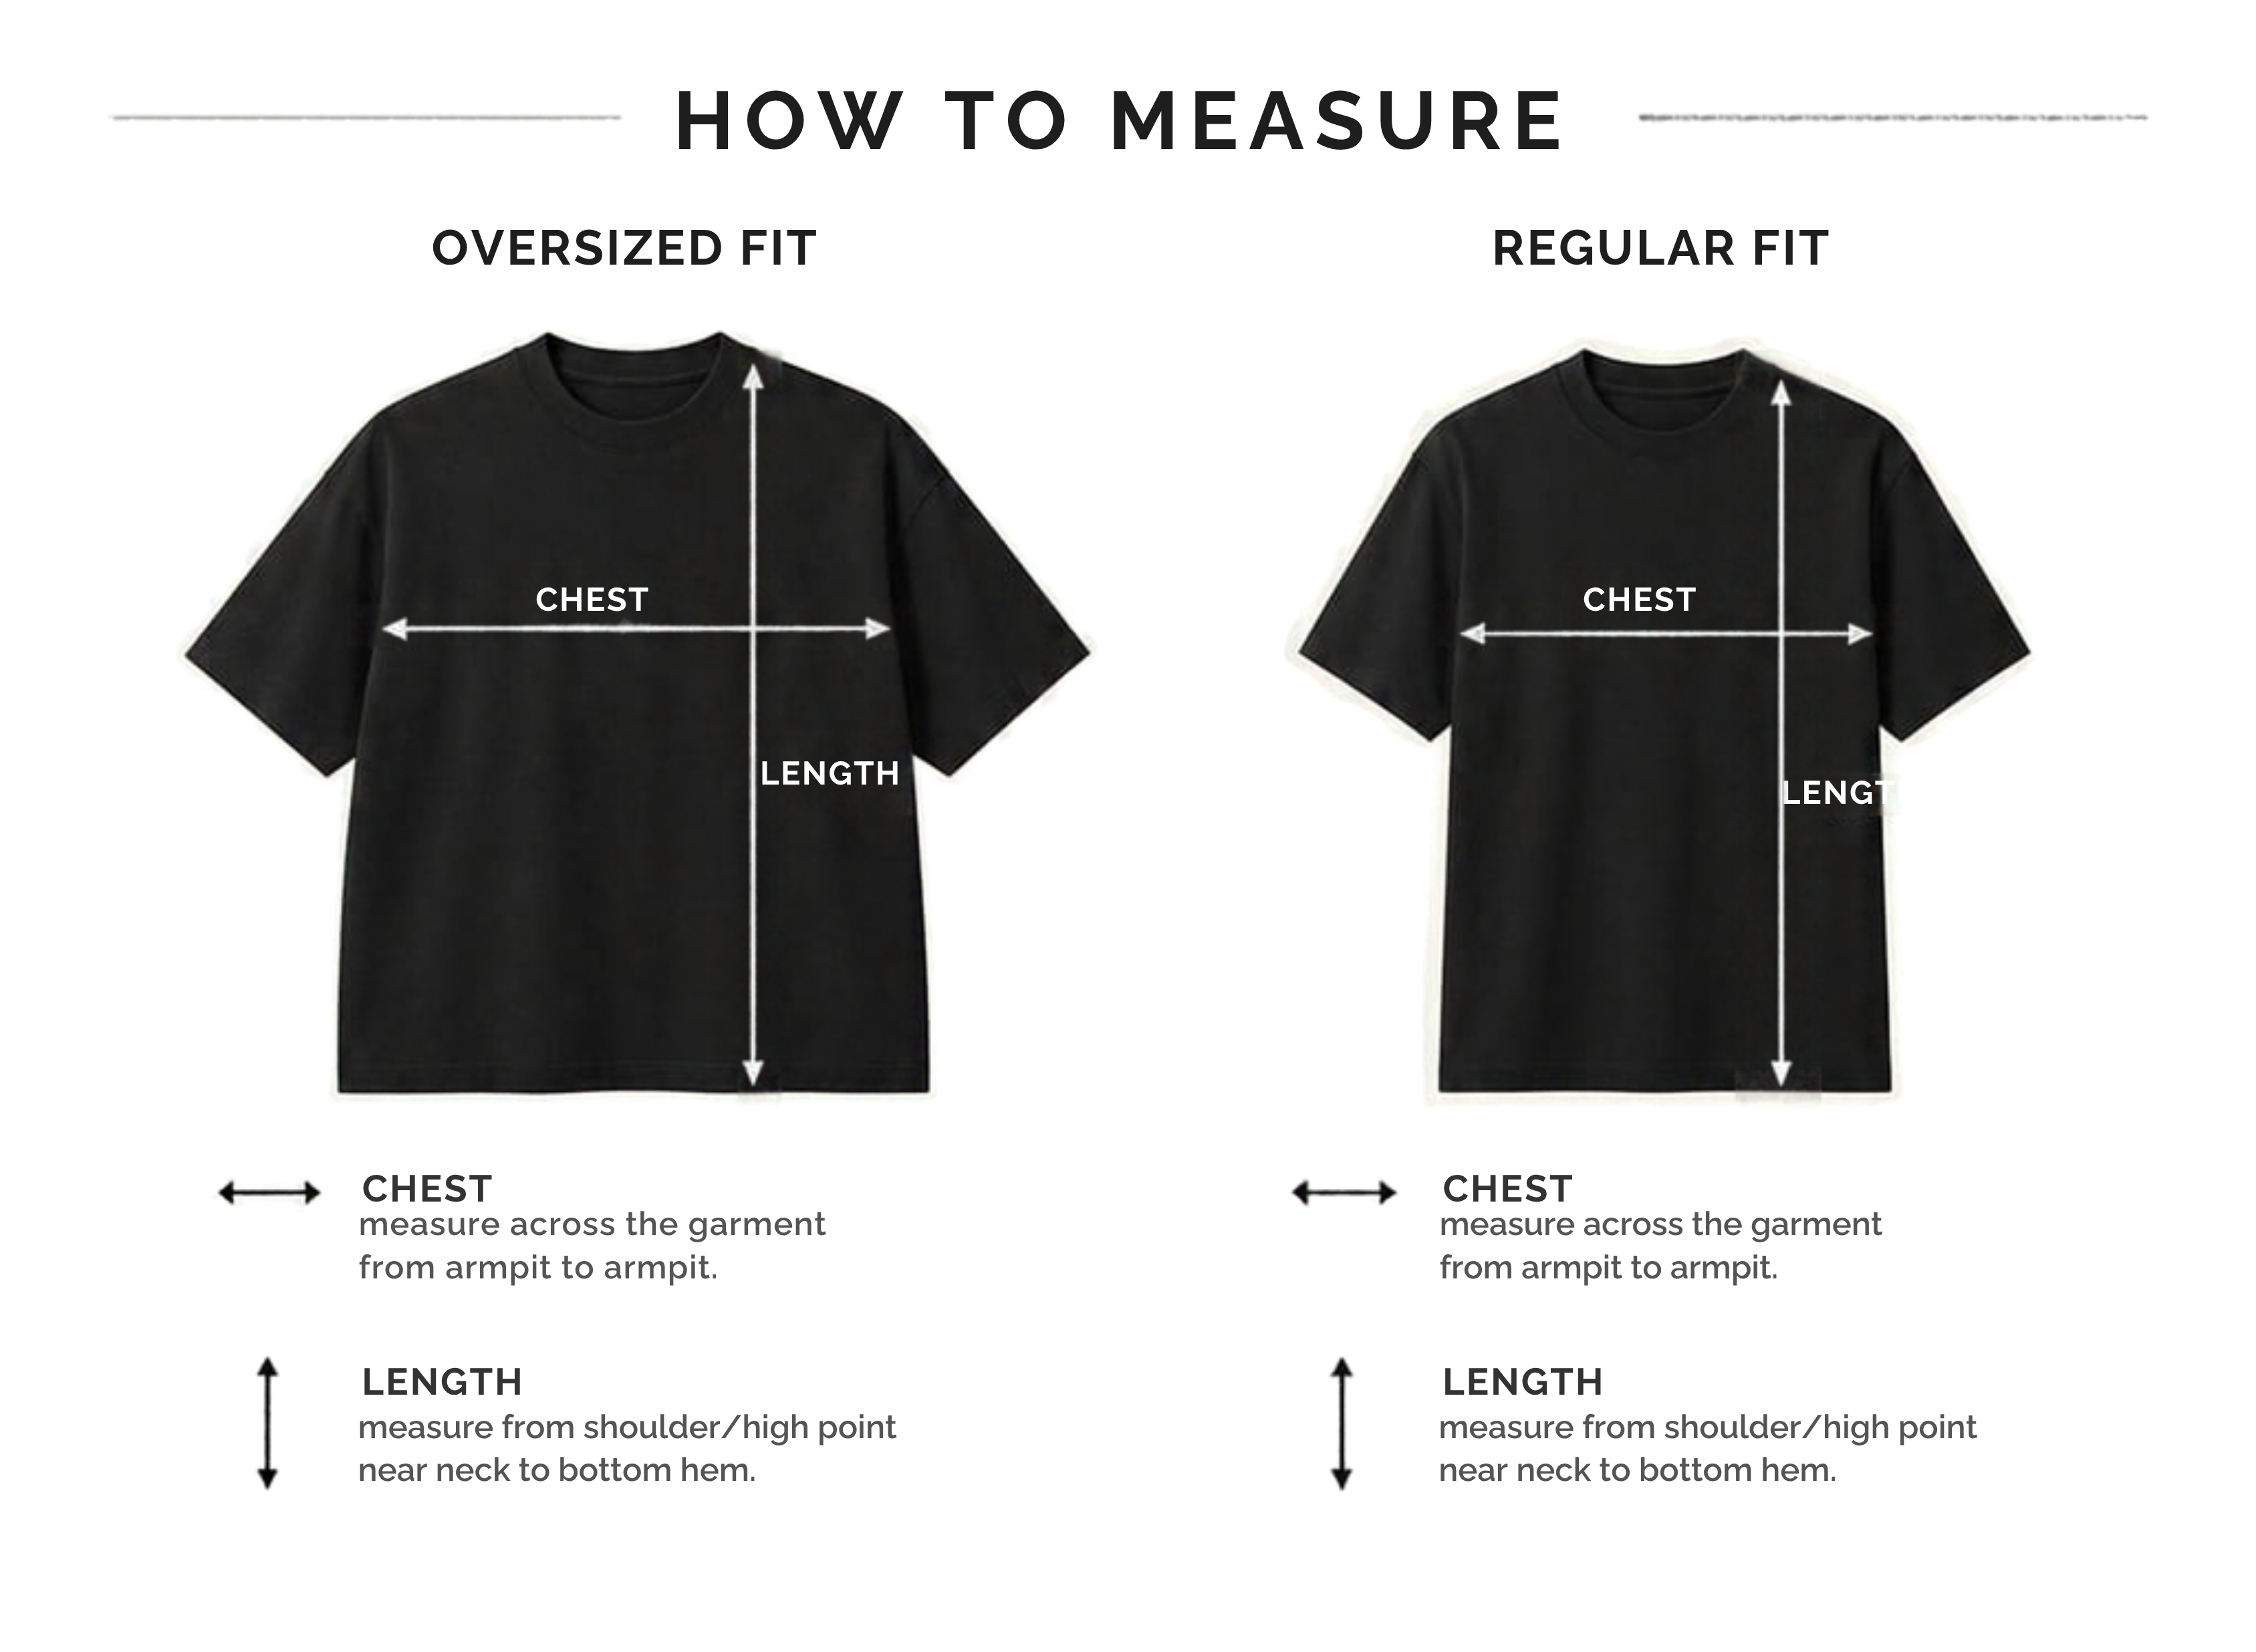 HOW TO MEASURE
OVERSIZED FIT
REGULAR FIT
CHEST
LENGTH
CHEST
LENGT
CHEST
measure across the garment
from armpit to armpit.
LENGTH
measure from shoulder/high point
near neck to bottom hem.
CHEST
measure across the garment
from armpit to armpit.
LENGTH
measure from shoulder/high point
near neck to bottom hem.